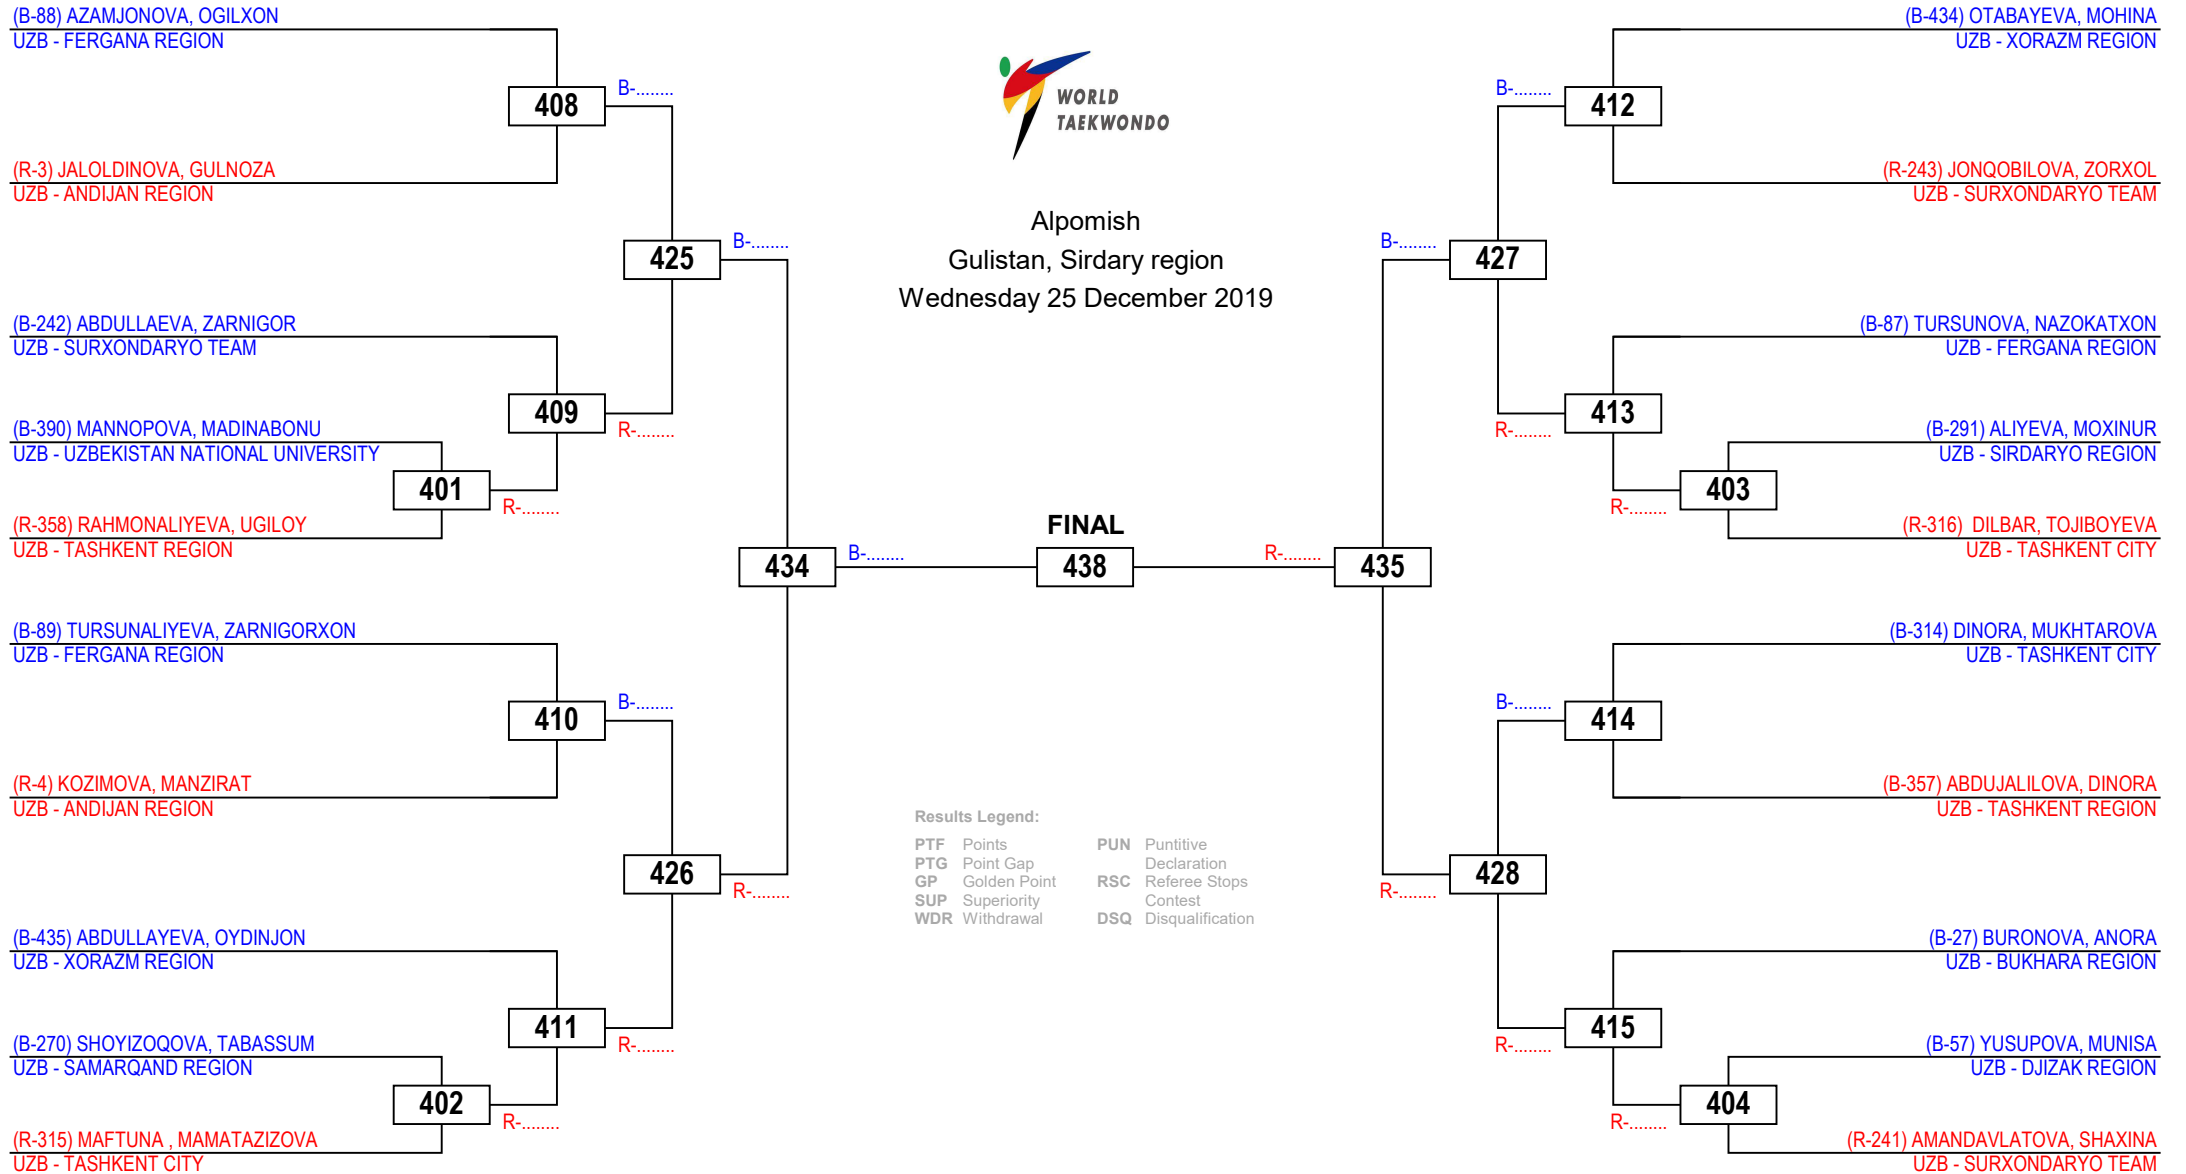 (B-88) AZAMJONOVA, OGILXON
UZB - FERGANA REGION
408
B-........
(R-3) JALOLDINOVA, GULNOZA
UZB - ANDIJAN REGION
425
B-........
(B-242) ABDULLAEVA, ZARNIGOR
UZB - SURXONDARYO TEAM
409
R-........
(B-390) MANNOPOVA, MADINABONU
UZB - UZBEKISTAN NATIONAL UNIVERSITY
401
R-........
(R-358) RAHMONALIYEVA, UGILOY
UZB - TASHKENT REGION
434
B-........
(B-89) TURSUNALIYEVA, ZARNIGORXON
UZB - FERGANA REGION
410
B-........
(R-4) KOZIMOVA, MANZIRAT
UZB - ANDIJAN REGION
426
R-........
(B-435) ABDULLAYEVA, OYDINJON
UZB - XORAZM REGION
411
R-........
(B-270) SHOYIZOQOVA, TABASSUM
UZB - SAMARQAND REGION
402
R-........
(R-315) MAFTUNA , MAMATAZIZOVA
UZB - TASHKENT CITY
WORLD
TAEKWONDO
Alpomish
Gulistan, Sirdary region
Wednesday 25 December 2019
FINAL
438
Results Legend:
PTF Points
PTG Point Gap
GP Golden Point
SUP Superiority
WDR Withdrawal
PUN Puntitive
Declaration
RSC Referee Stops
Contest
DSQ Disqualification
(B-434) OTABAYEVA, MOHINA
UZB - XORAZM REGION
B-........
412
(R-243) JONQOBILOVA, ZORXOL
UZB - SURXONDARYO TEAM
B-........
427
(B-87) TURSUNOVA, NAZOKATXON
UZB - FERGANA REGION
R-........
413
(B-291) ALIYEVA, MOXINUR
UZB - SIRDARYO REGION
R-........
403
(R-316) DILBAR, TOJIBOYEVA
UZB - TASHKENT CITY
R-........
435
(B-314) DINORA, MUKHTAROVA
UZB - TASHKENT CITY
B-........
414
(B-357) ABDUJALILOVA, DINORA
UZB - TASHKENT REGION
R-........
428
(B-27) BURONOVA, ANORA
UZB - BUKHARA REGION
R-........
415
(B-57) YUSUPOVA, MUNISA
UZB - DJIZAK REGION
R-........
404
(R-241) AMANDAVLATOVA, SHAXINA
UZB - SURXONDARYO TEAM